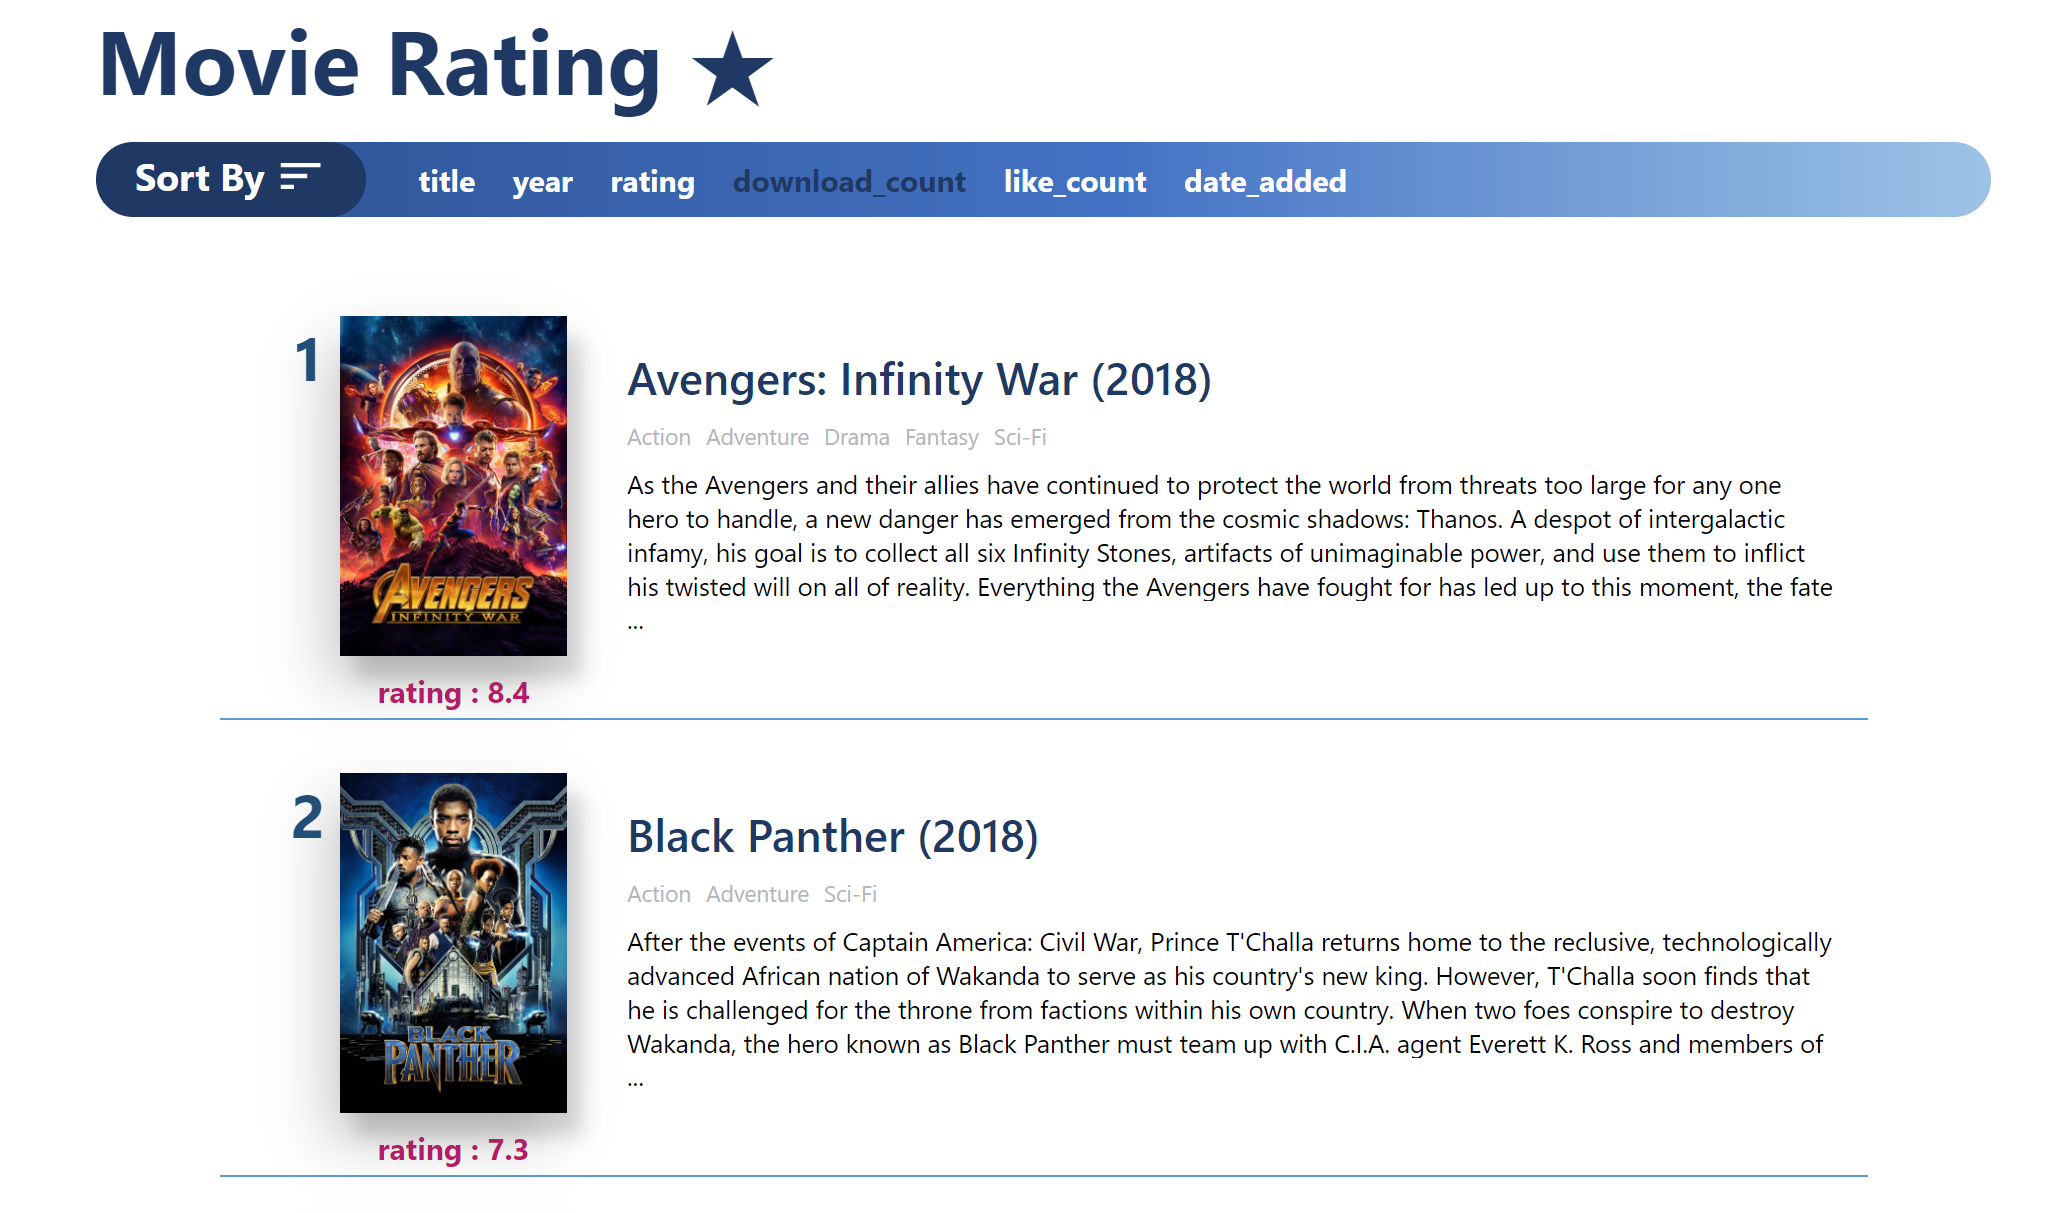 Movie Rating ★
Sort By title year rating download_count like_count date_added
1
AVENGERS
INFINITY WAR
Avengers: Infinity War (2018)
Action Adventure Drama Fantasy Sci-Fi
As the Avengers and their allies have continued to protect the world from threats too large for any one
hero to handle, a new danger has emerged from the cosmic shadows: Thanos. A despot of intergalactic
infamy, his goal is to collect all six Infinity Stones, artifacts of unimaginable power, and use them to inflict
his twisted will on all of reality. Everything the Avengers have fought for has led up to this moment, the fate
...
rating : 8.4
2
BLACK
PANTHER
Black Panther (2018)
Action Adventure Sci-Fi
After the events of Captain America: Civil War, Prince T'Challa returns home to the reclusive, technologically
advanced African nation of Wakanda to serve as his country's new king. However, T'Challa soon finds that
he is challenged for the throne from factions within his own country. When two foes conspire to destroy
Wakanda, the hero known as Black Panther must team up with C.I.A. agent Everett K. Ross and members of
...
rating : 7.3